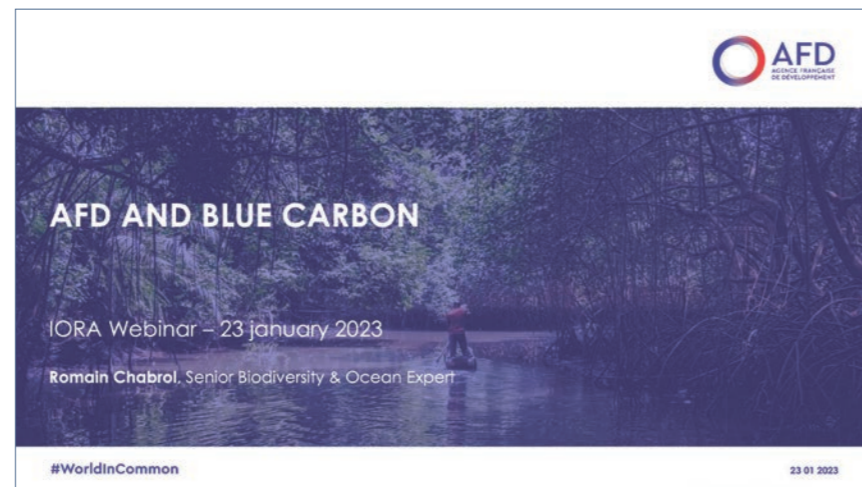 AFD
AGENCE FRANÇAISE
DE DÉVELOPPEMENT
AFD AND BLUE CARBON
IORA Webinar – 23 january 2023
Romain Chabrol, Senior Biodiversity & Ocean Expert
#WorldInCommon
23 01 2023